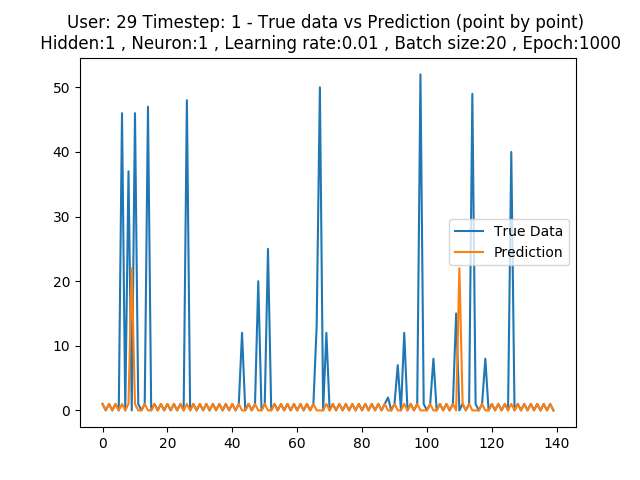 User: 29 Timestep: 1 - True data vs Prediction (point by point)
Hidden:1 , Neuron:1 , Learning rate:0.01 , Batch size:20 , Epoch:1000
50
40
30
20
10
0
True Data
Prediction
0 20 40 60 80 100 120 140